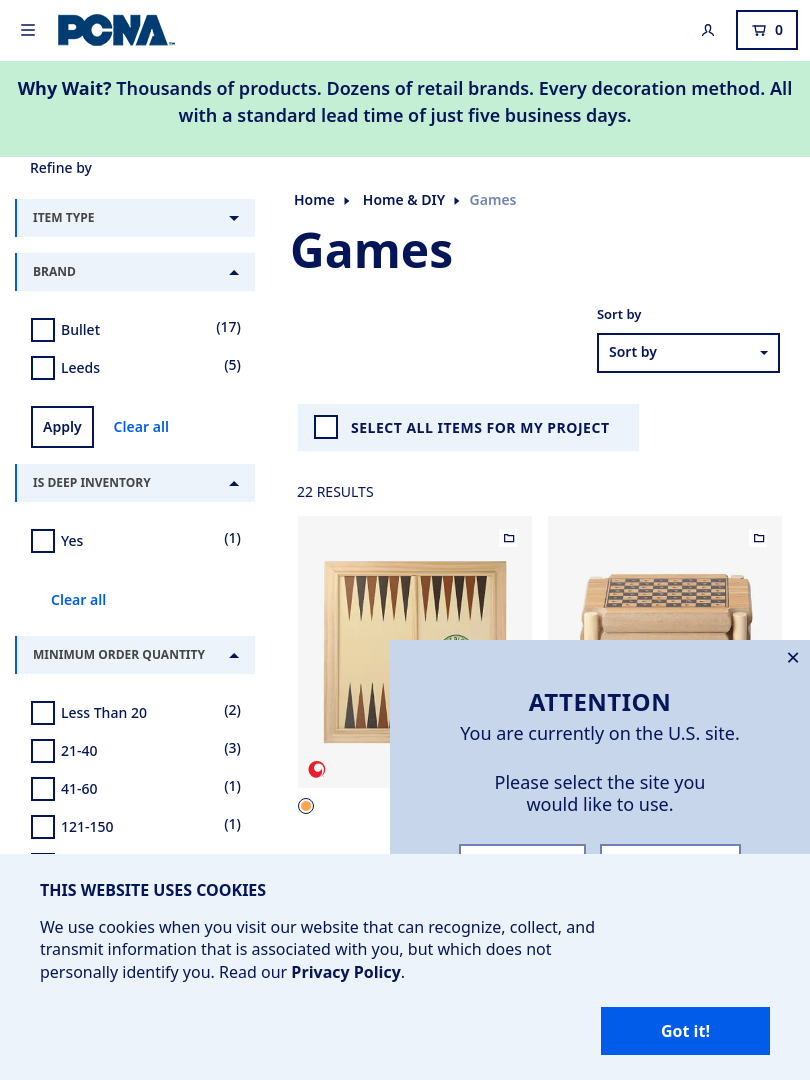 PCNA
0
Why Wait? Thousands of products. Dozens of retail brands. Every decoration method. All
with a standard lead time of just five business days.
Refine by
Home Home & DIY Games
ITEM TYPE
Games
BRAND
Sort by
Bullet (17)
Sort by
Leeds (5)
Apply Clear all
SELECT ALL ITEMS FOR MY PROJECT
IS DEEP INVENTORY
22 RESULTS
Yes (1)
Clear all
MINIMUM ORDER QUANTITY
Less Than 20 (2)
21-40 (3)
41-60 (1)
121-150 (1)
ATTENTION
You are currently on the U.S. site.
Please select the site you
would like to use.
THIS WEBSITE USES COOKIES
We use cookies when you visit our website that can recognize, collect, and
transmit information that is associated with you, but which does not
personally identify you. Read our Privacy Policy.
Got it!